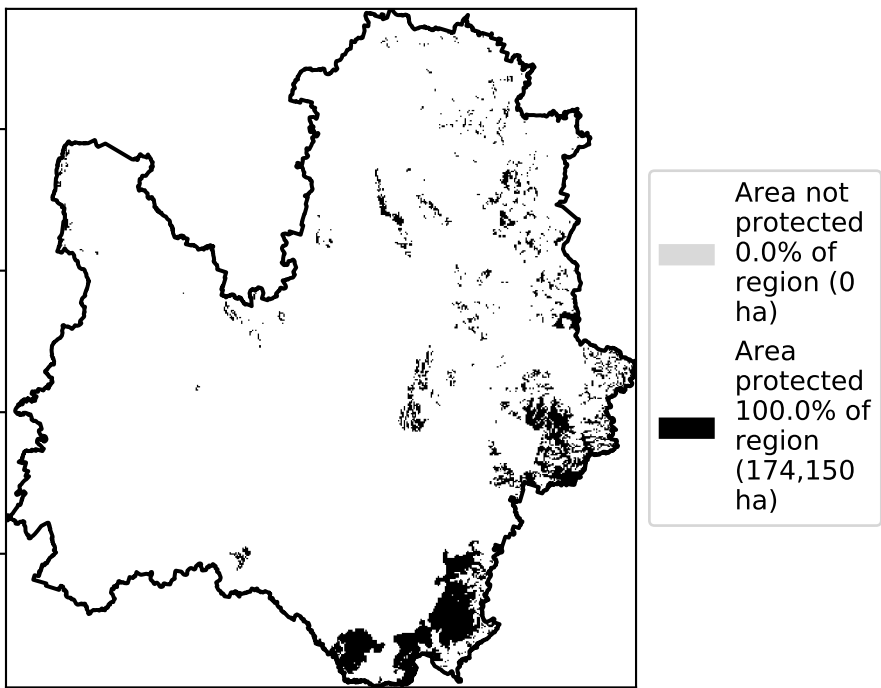 Area not
protected
0.0% of
region (0
ha)
Area
protected
100.0% of
region
(174,150
ha)